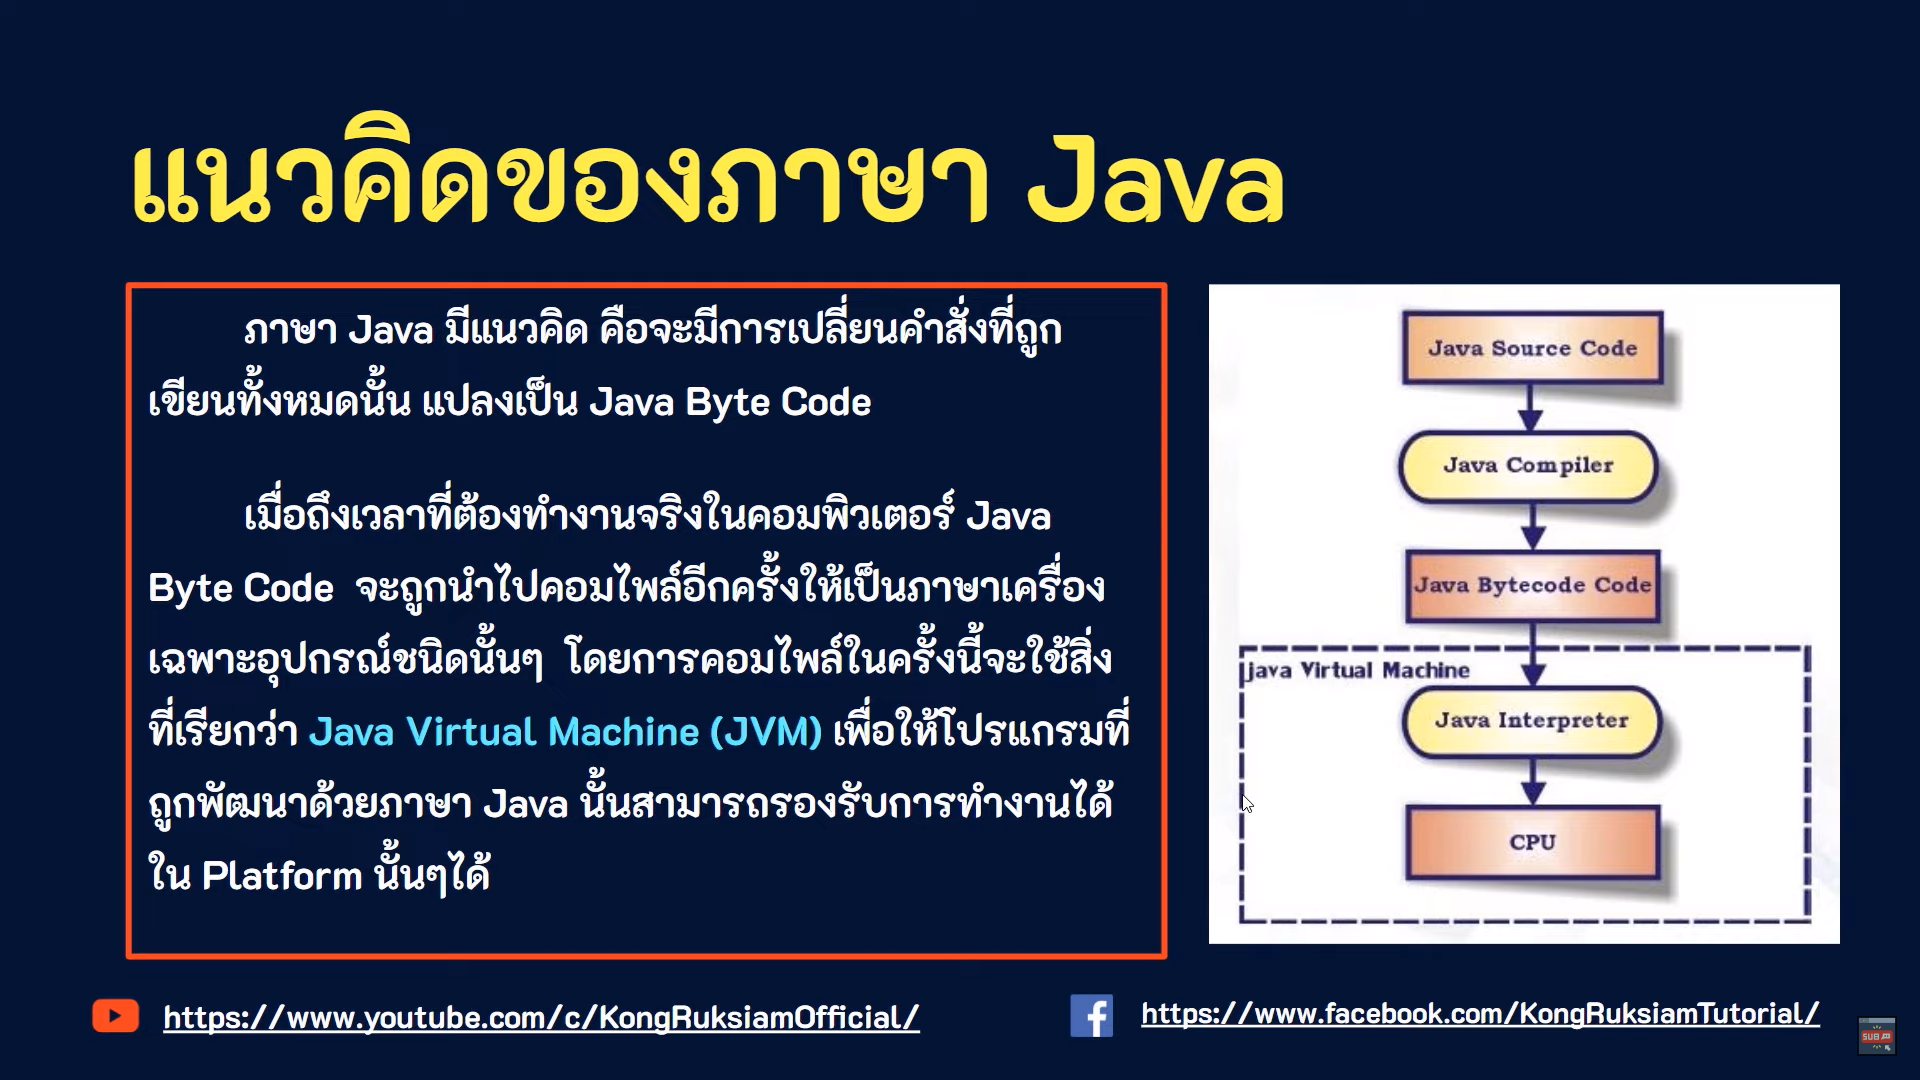 แนวคิดของภาษา Java
ภาษา Java มีแนวคิด คือจะมีการเปลี่ยนคำสั่งที่ถูก
เขียนทั้งหมดนั้น แปลงเป็น Java Byte Code
เมื่อถึงเวลาที่ต้องทำงานจริงในคอมพิวเตอร์ Java
Byte Code จะถูกนำไปคอมไพล์อีกครั้งให้เป็นภาษาเครื่อง
เฉพาะอุปกรณ์ชนิดนั้นๆ โดยการคอมไพล์ในครั้งนี้จะใช้สิ่ง
ที่เรียกว่า Java Virtual Machine (JVM) เพื่อให้โปรแกรมที่
ถูกพัฒนาด้วยภาษา Java นั้นสามารถรองรับการทำงานได้
ใน Platform นั้นๆได้
Java Source Code
Java Compiler
Java Bytecode Code
java Virtual Machine
Java Interpreter
CPU
https://www.youtube.com/c/KongRuksiamOfficial/
https://www.facebook.com/KongRuksiamTutorial/